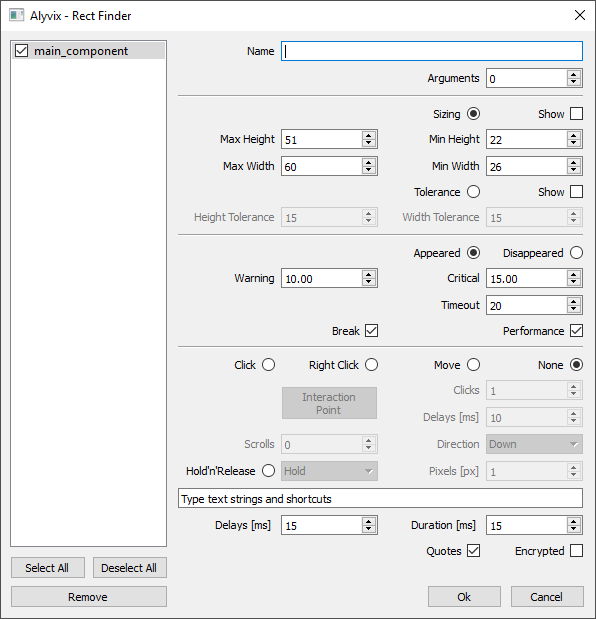 Alyvix - Rect Finder
main_component
Name
Arguments 0
Sizing Show
Max Height 51 Min Height 22
Max Width 60 Min Width 26
Tolerance Show
Height Tolerance 15 Width Tolerance 15
Appeared Disappeared
Warning 10.00 Critical 15.00
Timeout 20
Break Performance
Click Right Click Move None
Interaction
Point
Clicks 1
Delays [ms] 10
Scrolls 0 Direction Down
Hold'n'Release Hold Pixels [px] 1
Type text strings and shortcuts
Delays [ms] 15 Duration [ms] 15
Quotes Encrypted
Select All Deselect All
Remove Ok Cancel